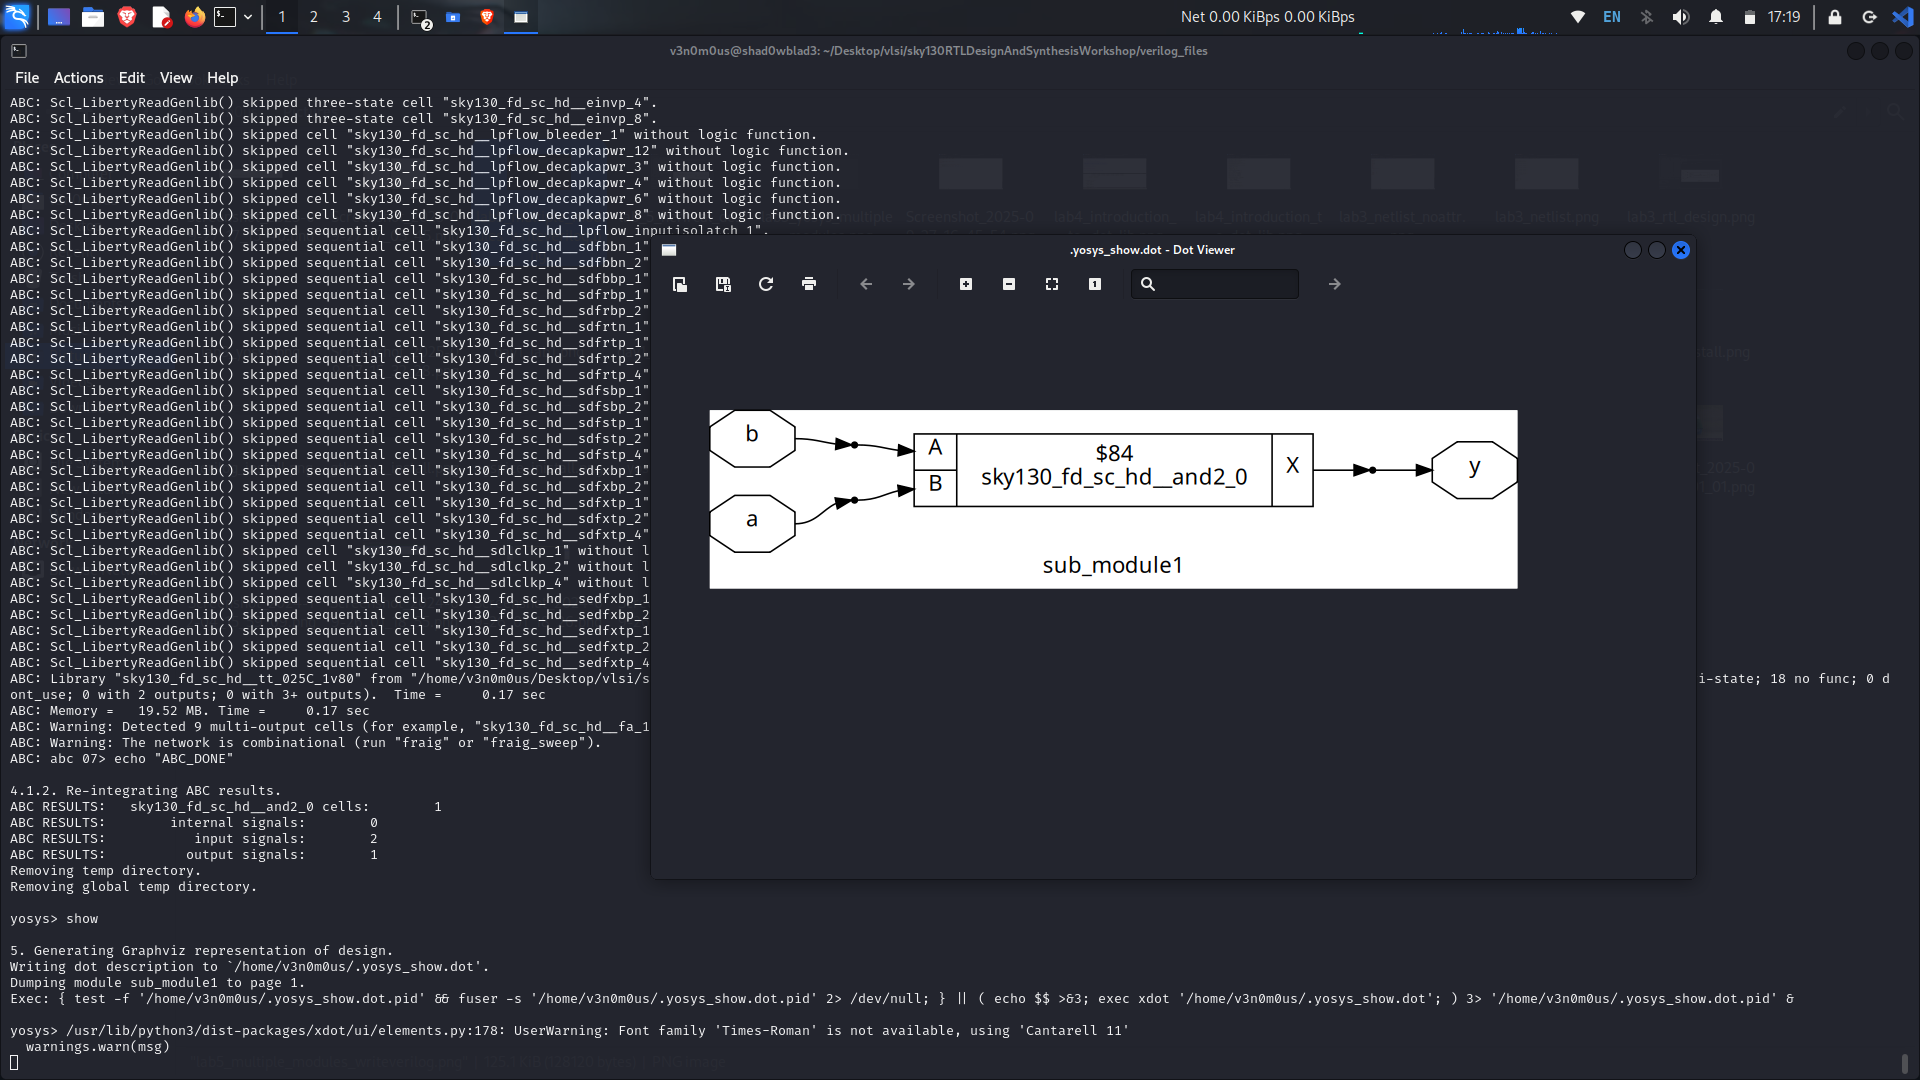 1 2 3 4
2
Net 0.00 KiBps 0.00 KiBps
EN
17:19
v3n0m0us@shad0wblad3: ~/Desktop/vlsi/sky130RTLDesignAndSynthesisWorkshop/verilog_files
File Actions Edit View Help
ABC: Scl_LibertyReadGenlib() skipped three-state cell "sky130_fd_sc_hd__einvp_4".
ABC: Scl_LibertyReadGenlib() skipped three-state cell "sky130_fd_sc_hd__einvp_8".
ABC: Scl_LibertyReadGenlib() skipped cell "sky130_fd_sc_hd__lpflow_bleeder_1" without logic function.
ABC: Scl_LibertyReadGenlib() skipped cell "sky130_fd_sc_hd__lpflow_decapkapwr_12" without logic function.
ABC: Scl_LibertyReadGenlib() skipped cell "sky130_fd_sc_hd__lpflow_decapkapwr_3" without logic function.
ABC: Scl_LibertyReadGenlib() skipped cell "sky130_fd_sc_hd__lpflow_decapkapwr_4" without logic function.
ABC: Scl_LibertyReadGenlib() skipped cell "sky130_fd_sc_hd__lpflow_decapkapwr_6" without logic function.
ABC: Scl_LibertyReadGenlib() skipped cell "sky130_fd_sc_hd__lpflow_decapkapwr_8" without logic function.
ABC: Scl_LibertyReadGenlib() skipped sequential cell "sky130_fd_sc_hd__lpflow_inputisolatch_1".
ABC: Scl_LibertyReadGenlib() skipped sequential cell "sky130_fd_sc_hd__sdfbbn_1"
ABC: Scl_LibertyReadGenlib() skipped sequential cell "sky130_fd_sc_hd__sdfbbn_2"
ABC: Scl_LibertyReadGenlib() skipped sequential cell "sky130_fd_sc_hd__sdfbbp_1"
ABC: Scl_LibertyReadGenlib() skipped sequential cell "sky130_fd_sc_hd__sdfrbp_1"
ABC: Scl_LibertyReadGenlib() skipped sequential cell "sky130_fd_sc_hd__sdfrbp_2"
ABC: Scl_LibertyReadGenlib() skipped sequential cell "sky130_fd_sc_hd__sdfrtn_1"
ABC: Scl_LibertyReadGenlib() skipped sequential cell "sky130_fd_sc_hd__sdfrtp_1"
ABC: Scl_LibertyReadGenlib() skipped sequential cell "sky130_fd_sc_hd__sdfrtp_2"
ABC: Scl_LibertyReadGenlib() skipped sequential cell "sky130_fd_sc_hd__sdfrtp_4"
ABC: Scl_LibertyReadGenlib() skipped sequential cell "sky130_fd_sc_hd__sdfsbp_1"
ABC: Scl_LibertyReadGenlib() skipped sequential cell "sky130_fd_sc_hd__sdfsbp_2"
ABC: Scl_LibertyReadGenlib() skipped sequential cell "sky130_fd_sc_hd__sdfstp_1"
ABC: Scl_LibertyReadGenlib() skipped sequential cell "sky130_fd_sc_hd__sdfstp_2"
ABC: Scl_LibertyReadGenlib() skipped sequential cell "sky130_fd_sc_hd__sdfstp_4"
ABC: Scl_LibertyReadGenlib() skipped sequential cell "sky130_fd_sc_hd__sdfxbp_1"
ABC: Scl_LibertyReadGenlib() skipped sequential cell "sky130_fd_sc_hd__sdfxbp_2"
ABC: Scl_LibertyReadGenlib() skipped sequential cell "sky130_fd_sc_hd__sdfxtp_1"
ABC: Scl_LibertyReadGenlib() skipped sequential cell "sky130_fd_sc_hd__sdfxtp_2"
ABC: Scl_LibertyReadGenlib() skipped sequential cell "sky130_fd_sc_hd__sdfxtp_4"
ABC: Scl_LibertyReadGenlib() skipped cell "sky130_fd_sc_hd__sdlclkp_1" without l
ABC: Scl_LibertyReadGenlib() skipped cell "sky130_fd_sc_hd__sdlclkp_2" without l
ABC: Scl_LibertyReadGenlib() skipped cell "sky130_fd_sc_hd__sdlclkp_4" without l
ABC: Scl_LibertyReadGenlib() skipped sequential cell "sky130_fd_sc_hd__sedfxbp_1
ABC: Scl_LibertyReadGenlib() skipped sequential cell "sky130_fd_sc_hd__sedfxbp_2
ABC: Scl_LibertyReadGenlib() skipped sequential cell "sky130_fd_sc_hd__sedfxtp_1
ABC: Scl_LibertyReadGenlib() skipped sequential cell "sky130_fd_sc_hd__sedfxtp_2
ABC: Scl_LibertyReadGenlib() skipped sequential cell "sky130_fd_sc_hd__sedfxtp_4
ABC: Library "sky130_fd_sc_hd__tt_025C_1v80" from "/home/v3n0m0us/Desktop/vlsi/s i-state; 18 no func; 0 d
ont_use; 0 with 2 outputs; 0 with 3+ outputs).  Time =     0.17 sec
ABC: Memory =   19.52 MB. Time =     0.17 sec
ABC: Warning: Detected 9 multi-output cells (for example, "sky130_fd_sc_hd__fa_1
ABC: Warning: The network is combinational (run "fraig" or "fraig_sweep").
ABC: abc 07> echo "ABC_DONE"
4.1.2. Re-integrating ABC results.
ABC RESULTS:   sky130_fd_sc_hd__and2_0 cells:        1
ABC RESULTS:        internal signals:        0
ABC RESULTS:           input signals:        2
ABC RESULTS:          output signals:        1
Removing temp directory.
Removing global temp directory.
yosys> show
5. Generating Graphviz representation of design.
Writing dot description to `/home/v3n0m0us/.yosys_show.dot'.
Dumping module sub_module1 to page 1.
Exec: { test -f '/home/v3n0m0us/.yosys_show.dot.pid' && fuser -s '/home/v3n0m0us/.yosys_show.dot.pid' 2> /dev/null; } || ( echo $$ >&3; exec xdot '/home/v3n0m0us/.yosys_show.dot'; ) 3> '/home/v3n0m0us/.yosys_show.dot.pid' &
yosys> /usr/lib/python3/dist-packages/xdot/ui/elements.py:178: UserWarning: Font family 'Times-Roman' is not available, using 'Cantarell 11'
warnings.warn(msg)
.yosys_show.dot - Dot Viewer
1
b
a
A
B
$84
sky130_fd_sc_hd__and2_0
X
y
sub_module1
lab3_netlist_noattr.
lab3_netlist.png